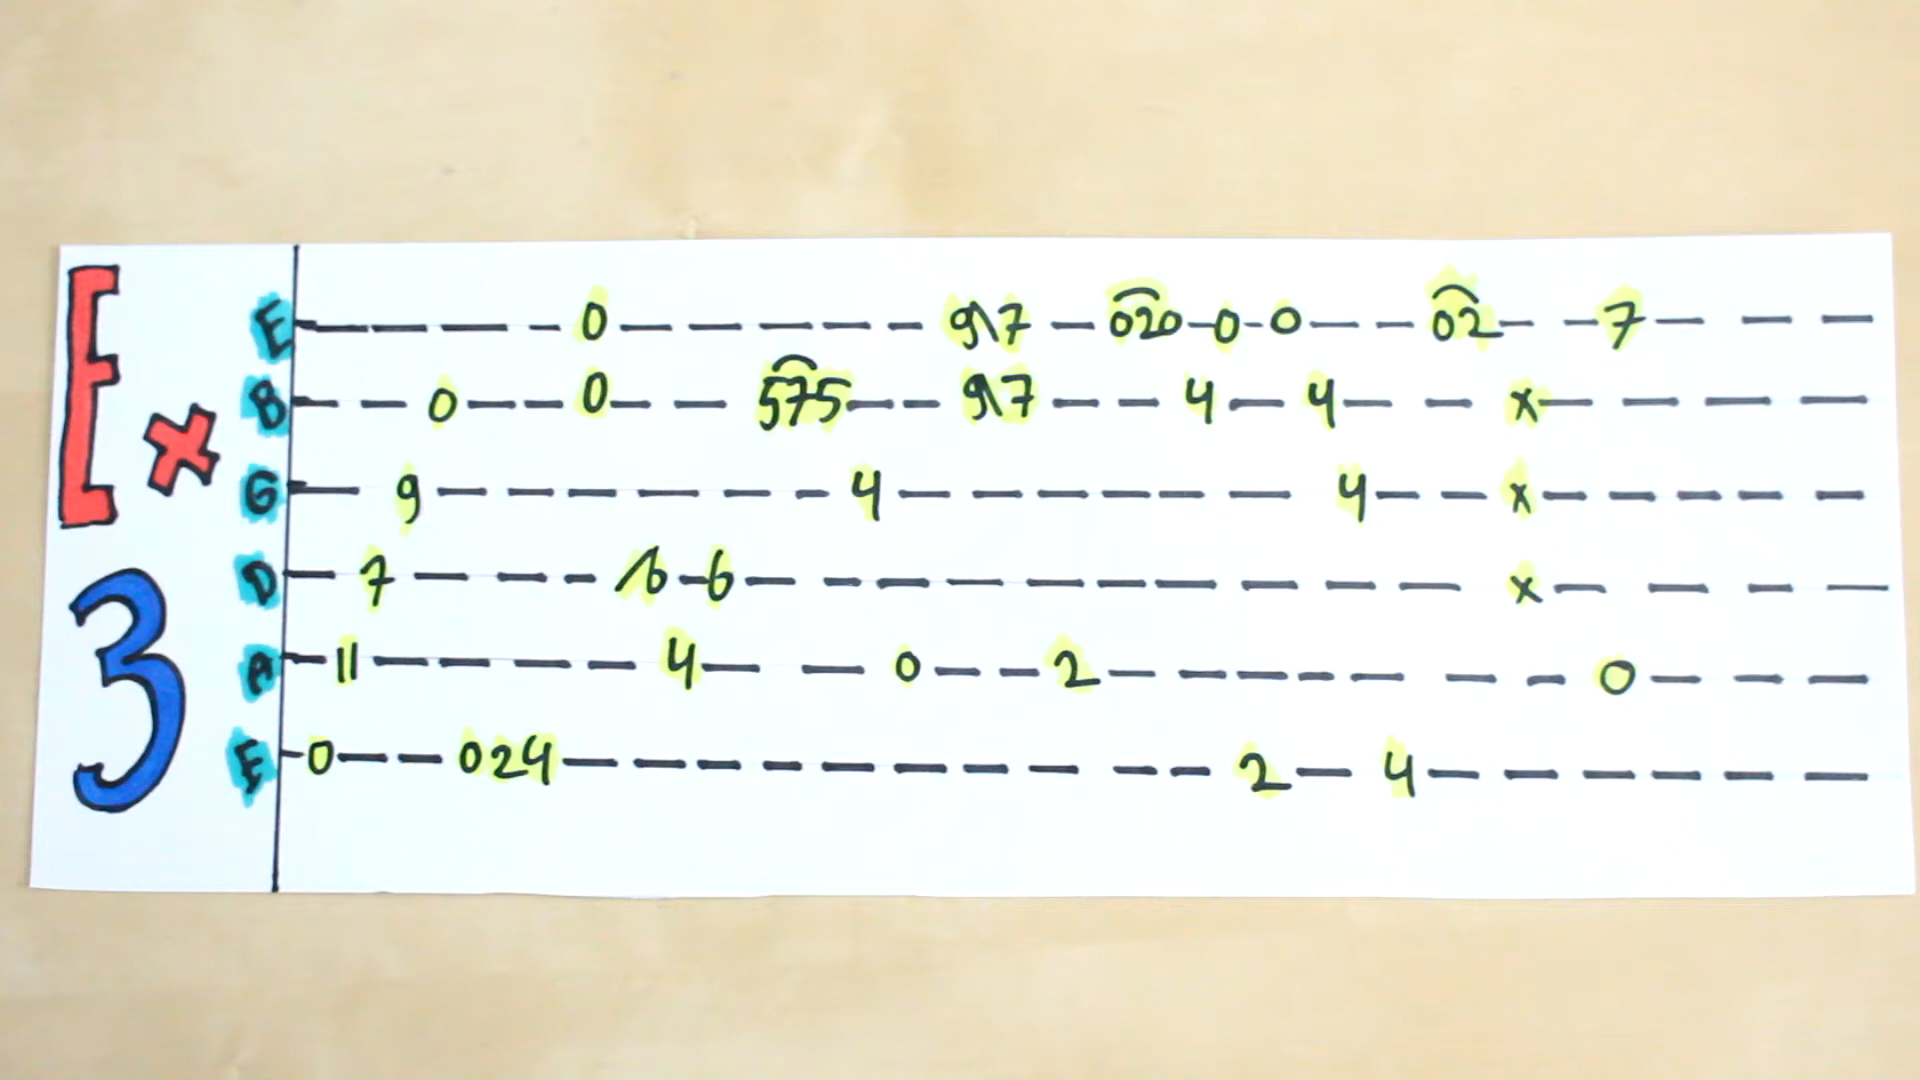 Ex
3
E ---- 0 ----- 9\7 - 020-0-0-- 02- -7- - -
B -- 0 -- 0 -- 575 -- 9\7 -- 4 - 4 -- x- - - -
G - 9 ------ 4 ------ 4 -- x-----
D - 7 --- /6-6 --------- x- - - -
A - 11 ---- 4 - - 0 -- 2 ------- 0 - - -
E -0-- 024 ---------- 2 - 4 ------